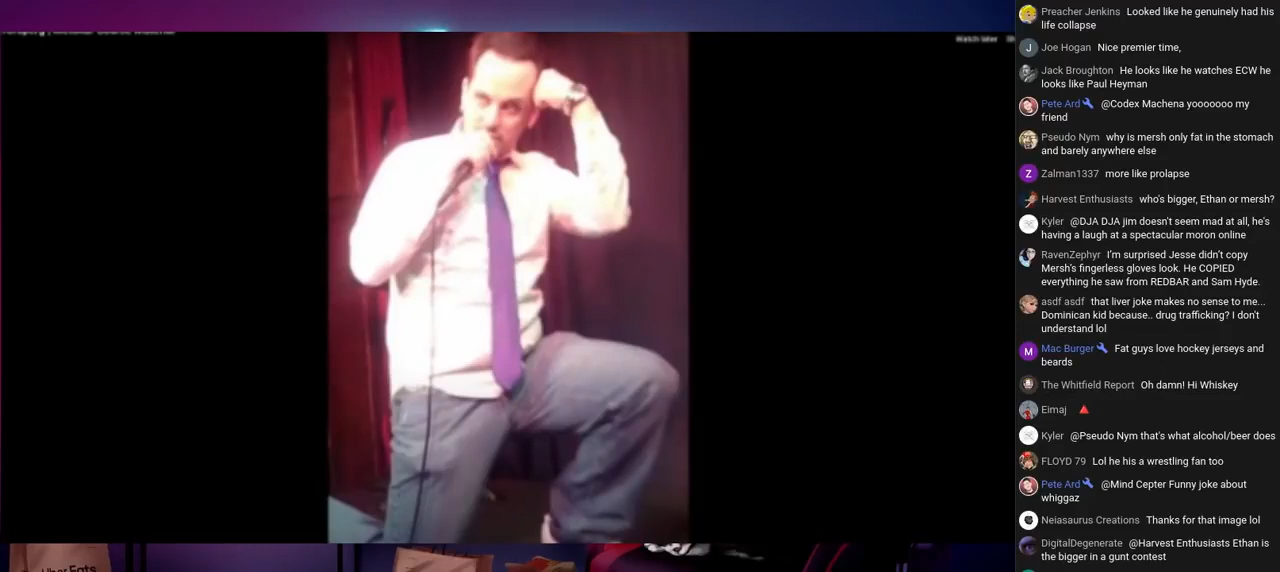 Watch later
Preacher Jenkins Looked like he genuinely had his
life collapse
J Joe Hogan Nice premier time,
Jack Broughton He looks like he watches ECW he
looks like Paul Heyman
Pete Ard @Codex Machena yooooooo my
friend
Pseudo Nym why is mersh only fat in the stomach
and barely anywhere else
Z Zalman1337 more like prolapse
Harvest Enthusiasts who's bigger, Ethan or mersh?
Kyler @DJA DJA jim doesn't seem mad at all, he's
having a laugh at a spectacular moron online
RavenZephyr I'm surprised Jesse didn't copy
Mersh's fingerless gloves look. He COPIED
everything he saw from REDBAR and Sam Hyde.
asdf asdf that liver joke makes no sense to me...
Dominican kid because.. drug trafficking? I don't
understand lol
M Mac Burger Fat guys love hockey jerseys and
beards
The Whitfield Report Oh damn! Hi Whiskey
Eimaj
Kyler @Pseudo Nym that's what alcohol/beer does
FLOYD 79 Lol he his a wrestling fan too
Pete Ard @Mind Cepter Funny joke about
whiggaz
Neiasaurus Creations Thanks for that image lol
DigitalDegenerate @Harvest Enthusiasts Ethan is
the bigger in a gunt contest
Uber Eats